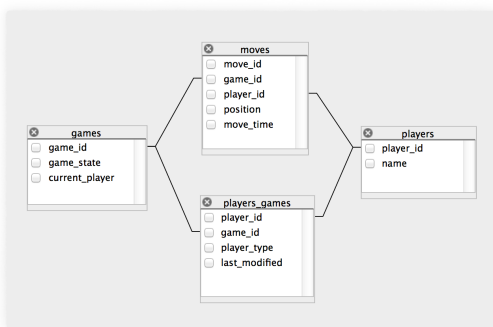 moves
move_id
game_id
player_id
position
move_time
games
game_id
game_state
current_player
players
player_id
name
players_games
player_id
game_id
player_type
last_modified